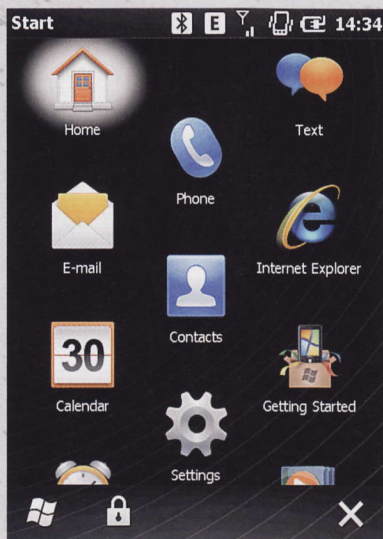 Start E 14:34
Home
Text
Phone
E-mail
Internet Explorer
Contacts
30
Calendar
Getting Started
Settings